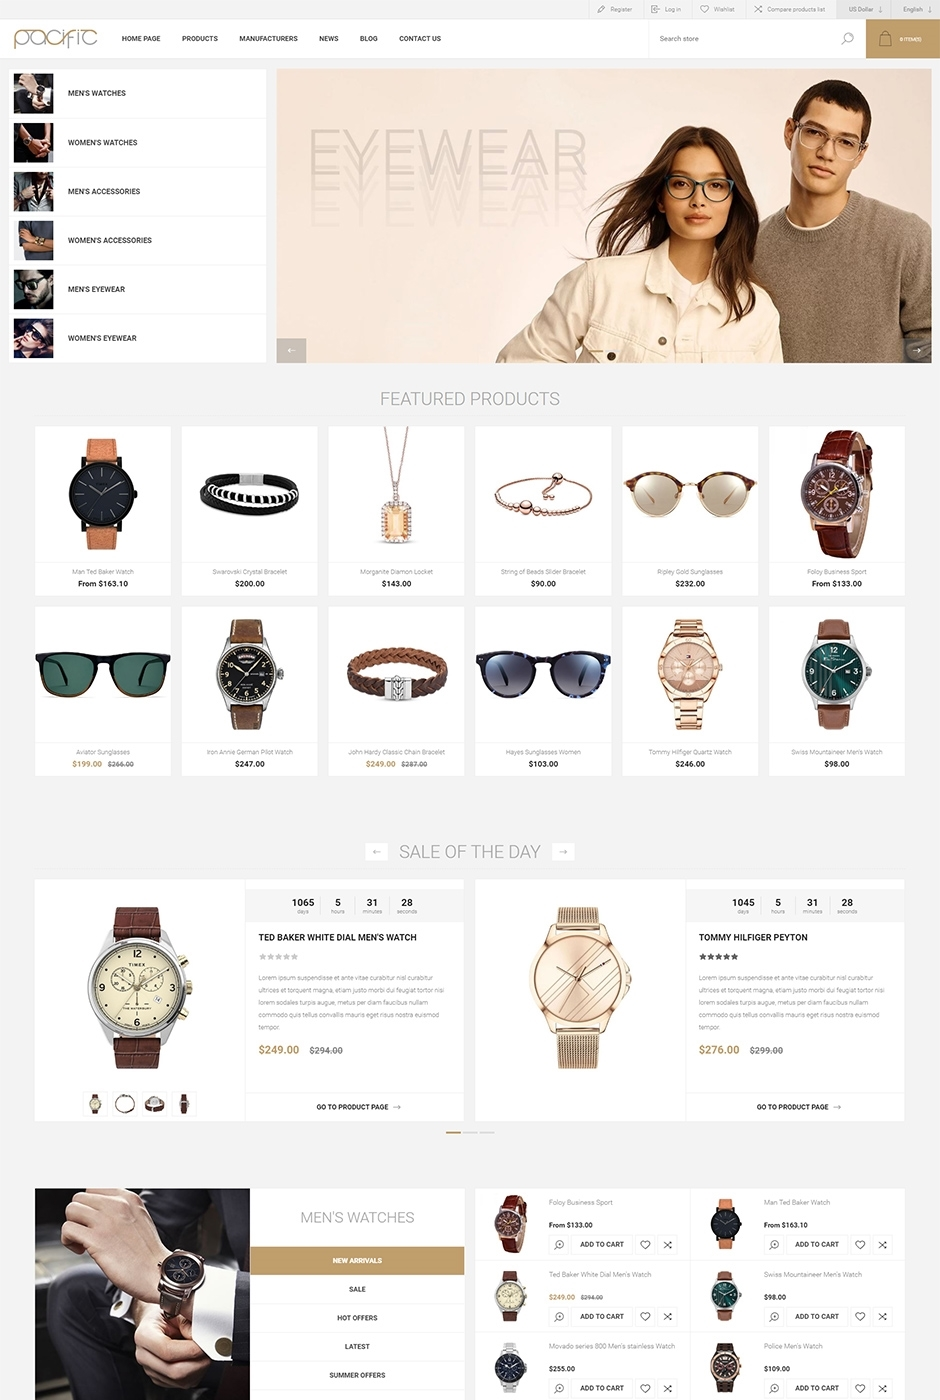 Register Log in Wishlist Compare products list US Dollar English
pacific HOME PAGE PRODUCTS MANUFACTURERS NEWS BLOG CONTACT US Search store 0 ITEM(S)
MEN'S WATCHES
WOMEN'S WATCHES
MEN'S ACCESSORIES
WOMEN'S ACCESSORIES
MEN'S EYEWEAR
WOMEN'S EYEWEAR
EYEWEAR
FEATURED PRODUCTS
Man Ted Baker Watch
From $163.10
Swarovski Crystal Bracelet
$200.00
Morganite Diamon Locket
$143.00
String of Beads Slider Bracelet
$90.00
Ripley Gold Sunglasses
$232.00
Foloy Business Sport
From $133.00
Aviator Sunglasses
$199.00 $266.00
Iron Annie German Pilot Watch
$247.00
John Hardy Classic Chain Bracelet
$249.00 $287.00
Hayes Sunglasses Women
$103.00
Tommy Hilfiger Quartz Watch
$246.00
Swiss Mountaineer Men's Watch
$98.00
SALE OF THE DAY
TIMEX
1065 5 31 28
days hours minutes seconds
TED BAKER WHITE DIAL MEN'S WATCH
Lorem ipsum suspendisse et ante vitae curabitur nisl curabitur
ultrices et torquent magna, etiam justo morbi dui feugiat tortor nisi
lorem sodales turpis augue, metus per diam faucibus nullam
commodo quis tellus convallis mauris eget risus nostra euismod
tempor.
$249.00 $294.00
GO TO PRODUCT PAGE
1045 5 31 28
days hours minutes seconds
TOMMY HILFIGER PEYTON
Lorem ipsum suspendisse et ante vitae curabitur nisl curabitur
ultrices et torquent magna, etiam justo morbi dui feugiat tortor nisi
lorem sodales turpis augue, metus per diam faucibus nullam
commodo quis tellus convallis mauris eget risus nostra euismod
tempor.
$276.00 $299.00
GO TO PRODUCT PAGE
MEN'S WATCHES
NEW ARRIVALS
SALE
HOT OFFERS
LATEST
SUMMER OFFERS
Foloy Business Sport
From $133.00
ADD TO CART
Man Ted Baker Watch
From $163.10
ADD TO CART
Ted Baker White Dial Men's Watch
$249.00 $294.00
ADD TO CART
Swiss Mountaineer Men's Watch
$98.00
ADD TO CART
Movado series 800 Men's stainless Watch
$255.00
ADD TO CART
Police Men's Watch
$109.00
ADD TO CART